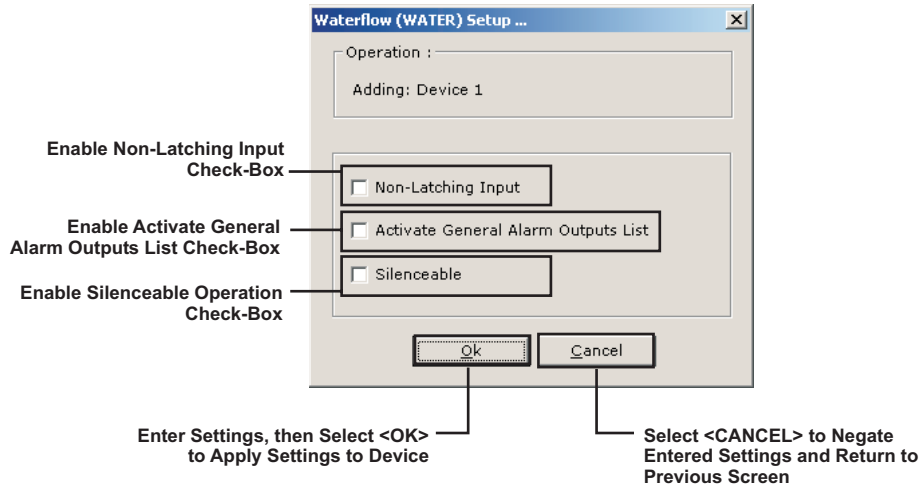 Waterflow (WATER) Setup ...
Operation :
Adding: Device 1
Enable Non-Latching Input
Check-Box
Non-Latching Input
Enable Activate General
Alarm Outputs List Check-Box
Activate General Alarm Outputs List
Silenceable
Enable Silenceable Operation
Check-Box
Ok
Cancel
Enter Settings, then Select <OK>
to Apply Settings to Device
Select <CANCEL> to Negate
Entered Settings and Return to
Previous Screen